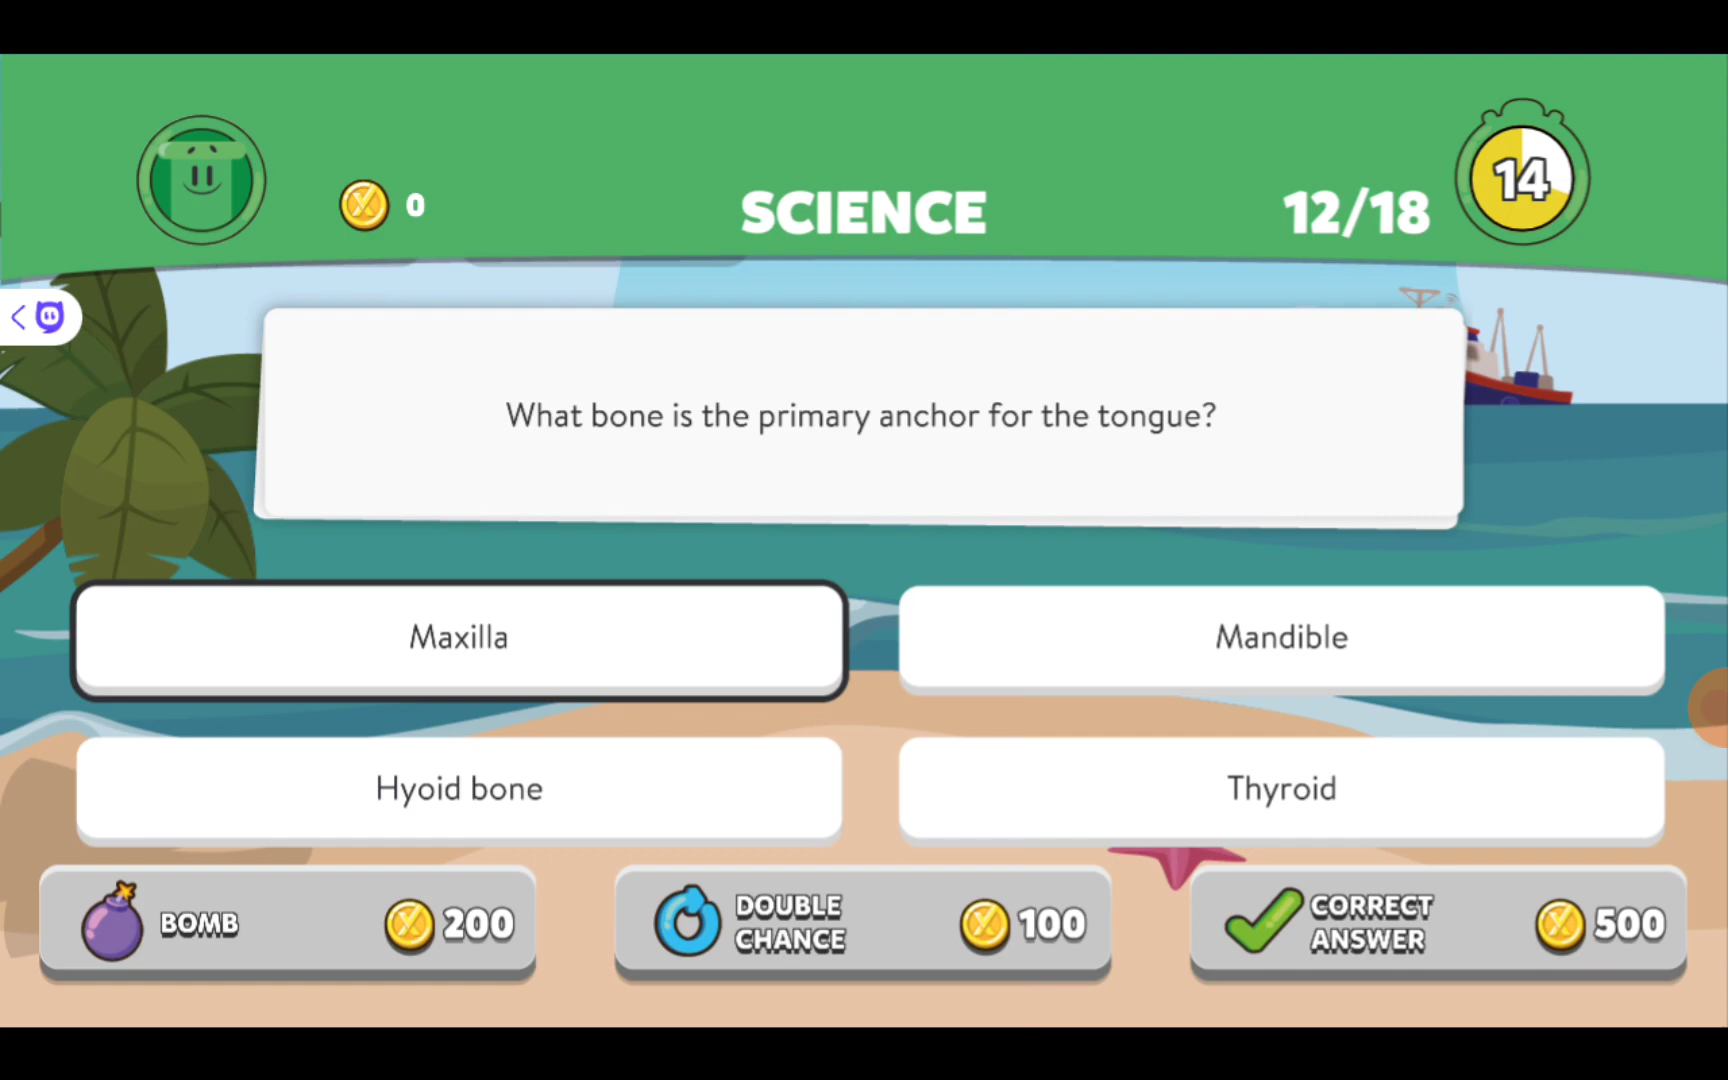 0
SCIENCE
12/18
14
What bone is the primary anchor for the tongue?
Maxilla
Mandible
Hyoid bone
Thyroid
BOMB
200
DOUBLE
CHANCE
100
CORRECT
ANSWER
500